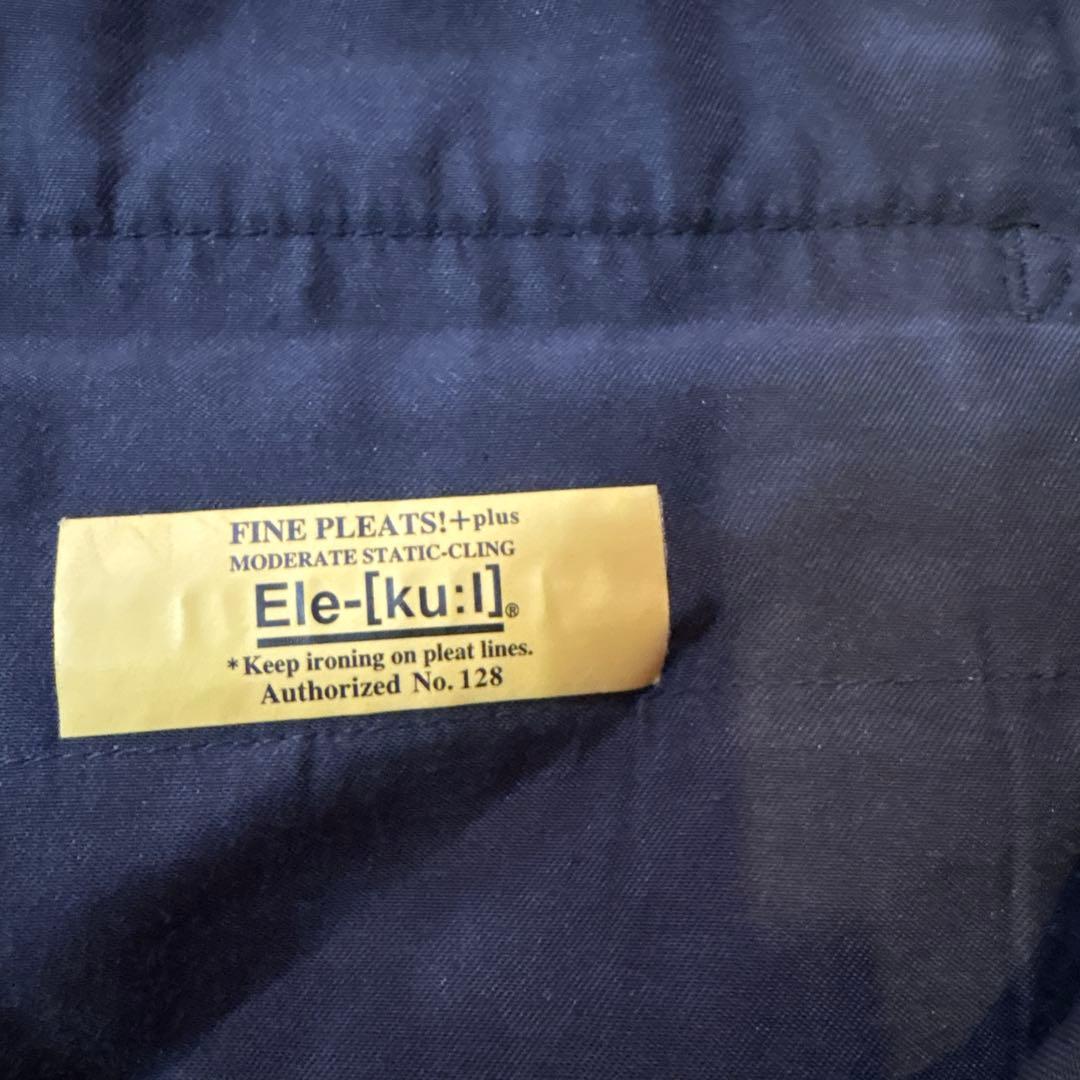 FINE PLEATS!+plus
MODERATE STATIC-CLING
Ele-[ku:l]®
*Keep ironing on pleat lines.
Authorized No. 128